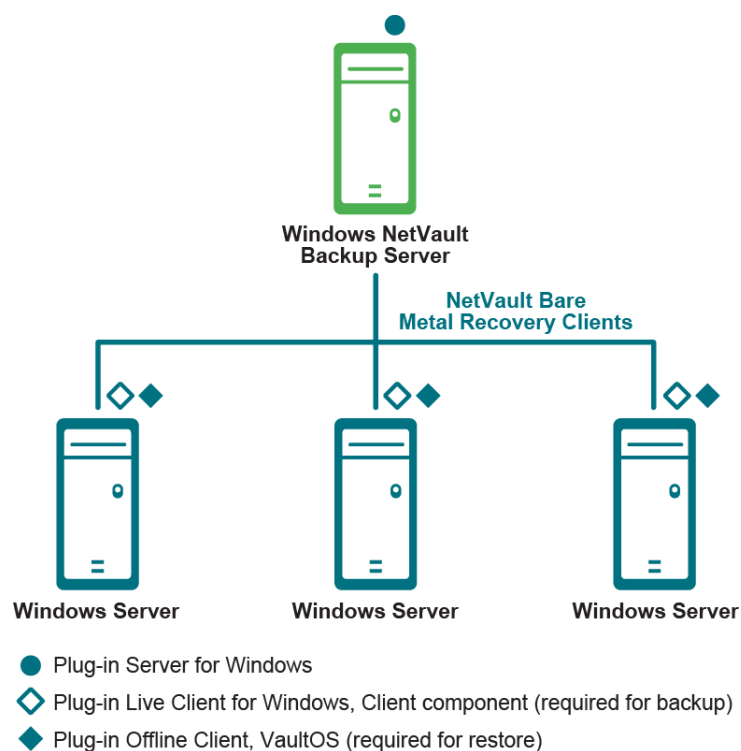 Windows NetVault
Backup Server
NetVault Bare
Metal Recovery Clients
Windows Server
Windows Server
Windows Server
Plug-in Server for Windows
Plug-in Live Client for Windows, Client component (required for backup)
Plug-in Offline Client, VaultOS (required for restore)